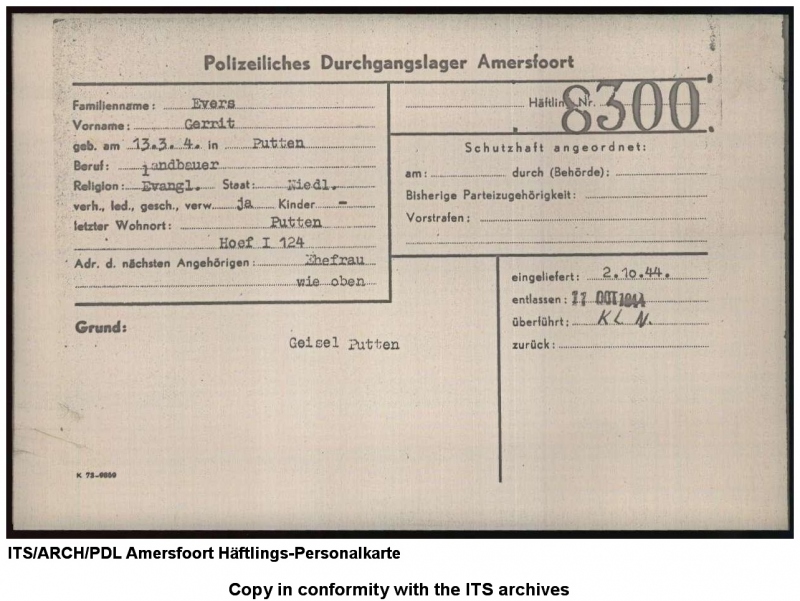 Polizeiliches Durchgangslager Amersfoort
Familienname: Evers
Vorname: Gerrit
geb. am 13.3. 4. in Putten
Beruf: Landbauer
Religion: Evangl. Staat: Niedl.
verh., led., gesch., verw. ja Kinder -
letzter Wohnort: Putten
Hoef I 124
Adr. d. nächsten Angehörigen: Ehefrau
wie oben
Häftlin Nr. 8300
Schutzhaft angeordnet:
am: durch (Behörde):
Bisherige Parteizugehörigkeit:
Vorstrafen:
eingeliefert: 2.10.44.
entlassen: 11 OCT 1944
überführt: KL N.
zurück:
Grund:
Geisel Putten
K 73-9859
ITS/ARCH/PDL Amersfoort Häftlings-Personalkarte
Copy in conformity with the ITS archives